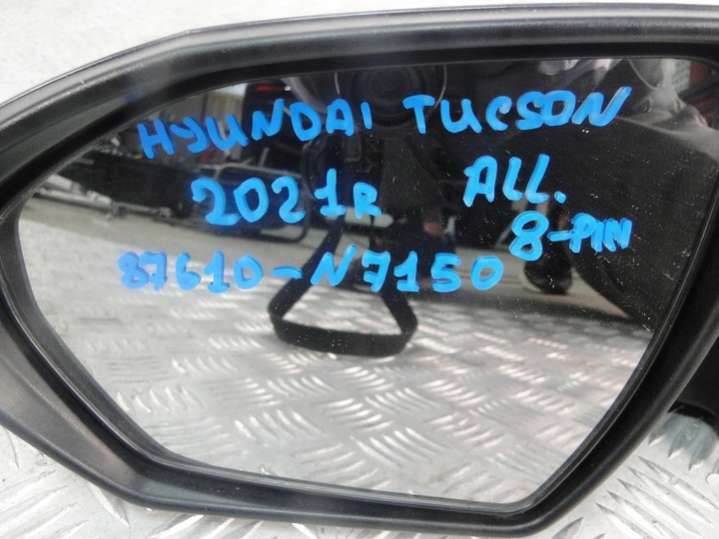 HYUNDAI TUCSON
2021R ALL.
8-PIN
87610-N7150